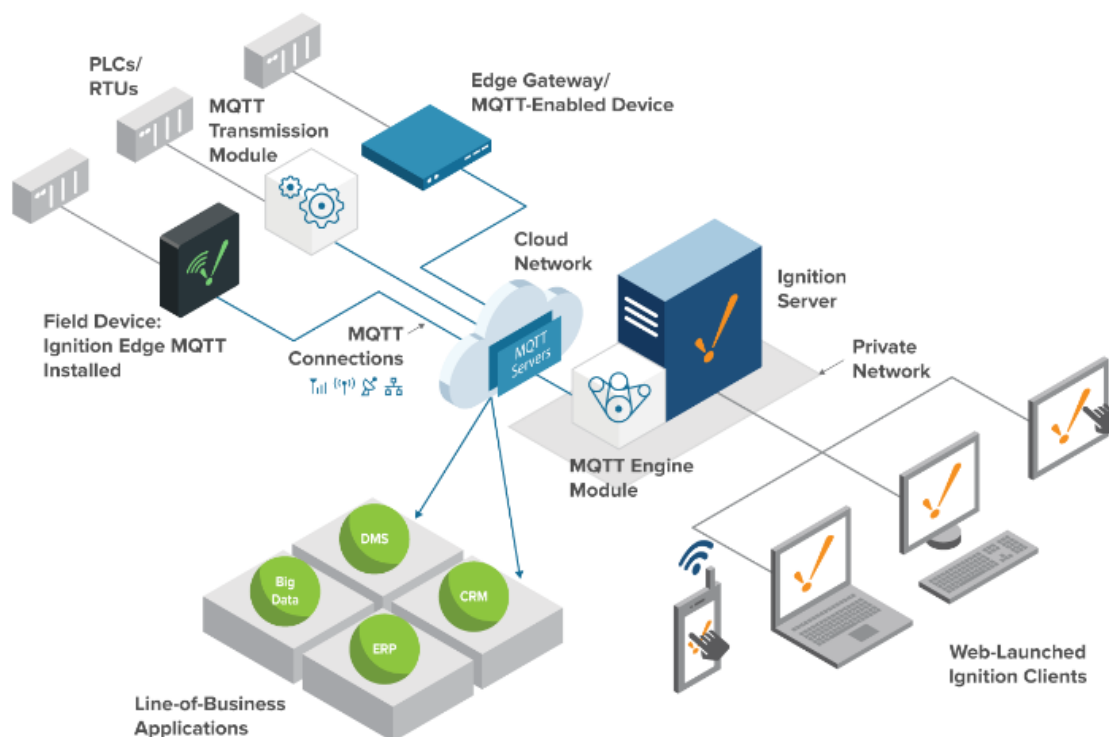 PLCs/
RTUs
MQTT
Transmission
Module
Edge Gateway/
MQTT-Enabled Device
Field Device:
Ignition Edge MQTT
Installed
MQTT
Connections
Cloud
Network
MQTT
Servers
Ignition
Server
Private
Network
MQTT Engine
Module
DMS
Big
Data
CRM
ERP
Line-of-Business
Applications
Web-Launched
Ignition Clients